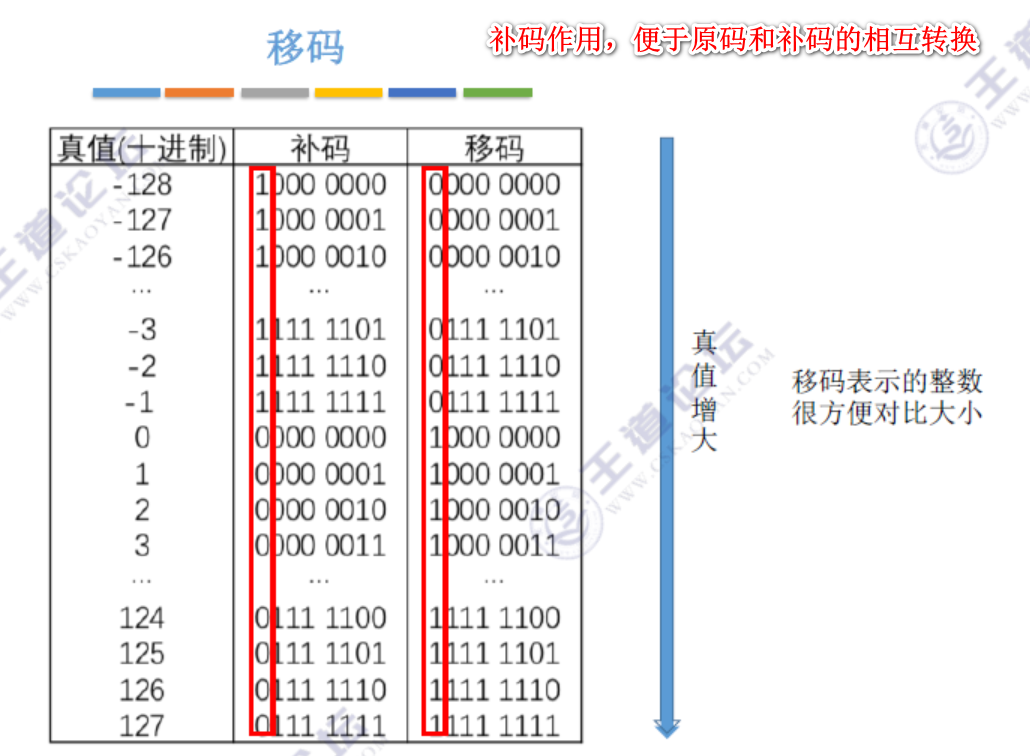 移码
补码作用，便于原码和补码的相互转换
真值(十进制) 补码 移码
-128 1000 0000 0000 0000
-127 1000 0001 0000 0001
-126 1000 0010 0000 0010
... ... ...
-3 1111 1101 0111 1101
-2 1111 1110 0111 1110
-1 1111 1111 0111 1111
0 0000 0000 1000 0000
1 0000 0001 1000 0001
2 0000 0010 1000 0010
3 0000 0011 1000 0011
... ... ...
124 0111 1100 1111 1100
125 0111 1101 1111 1101
126 0111 1110 1111 1110
127 0111 1111 1111 1111
真值增大
移码表示的整数
很方便对比大小
王道论坛
WWW.CSKAOYAN.COM